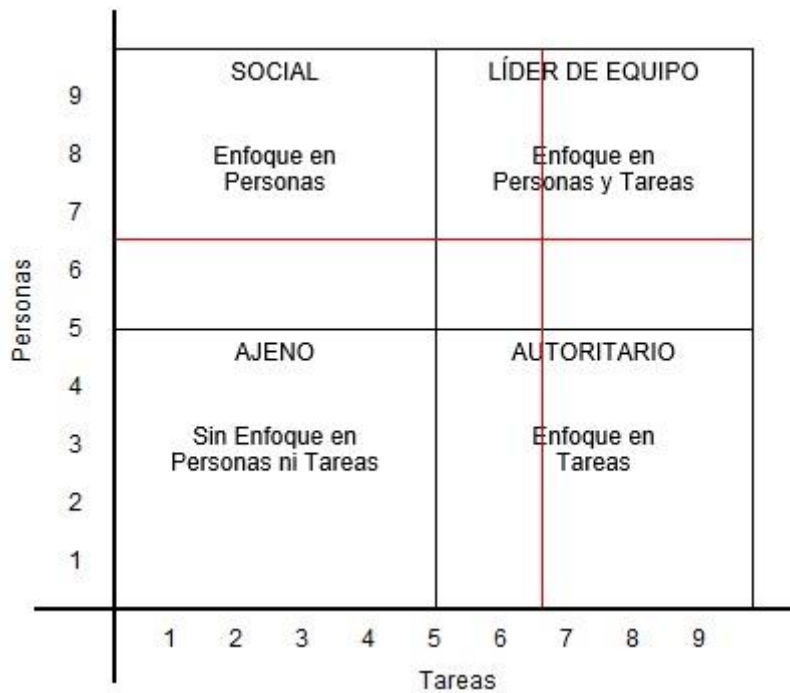 SOCIAL
LÍDER DE EQUIPO
9
8
Enfoque en
Personas
Enfoque en
Personas y Tareas
7
6
5
Personas
AJENO
AUTORITARIO
4
3
Sin Enfoque en
Personas ni Tareas
Enfoque en
Tareas
2
1
1 2 3 4 5 6 7 8 9
Tareas